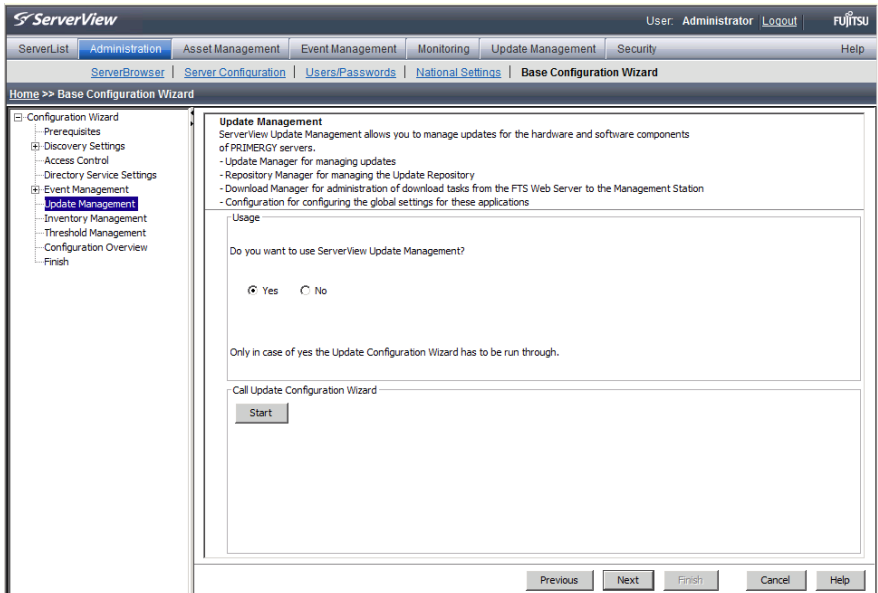 ServerView
User: Administrator Logout
FUJITSU
ServerList Administration Asset Management Event Management Monitoring Update Management Security Help
ServerBrowser | Server Configuration | Users/Passwords | National Settings | Base Configuration Wizard
Home >> Base Configuration Wizard
Configuration Wizard
Prerequisites
Discovery Settings
Access Control
Directory Service Settings
Event Management
Update Management
Inventory Management
Threshold Management
Configuration Overview
Finish
Update Management
ServerView Update Management allows you to manage updates for the hardware and software components
of PRIMERGY servers.
- Update Manager for managing updates
- Repository Manager for managing the Update Repository
- Download Manager for administration of download tasks from the FTS Web Server to the Management Station
- Configuration for configuring the global settings for these applications
Usage
Do you want to use ServerView Update Management?
Yes No
Only in case of yes the Update Configuration Wizard has to be run through.
Call Update Configuration Wizard
Start
Previous Next Finish Cancel Help